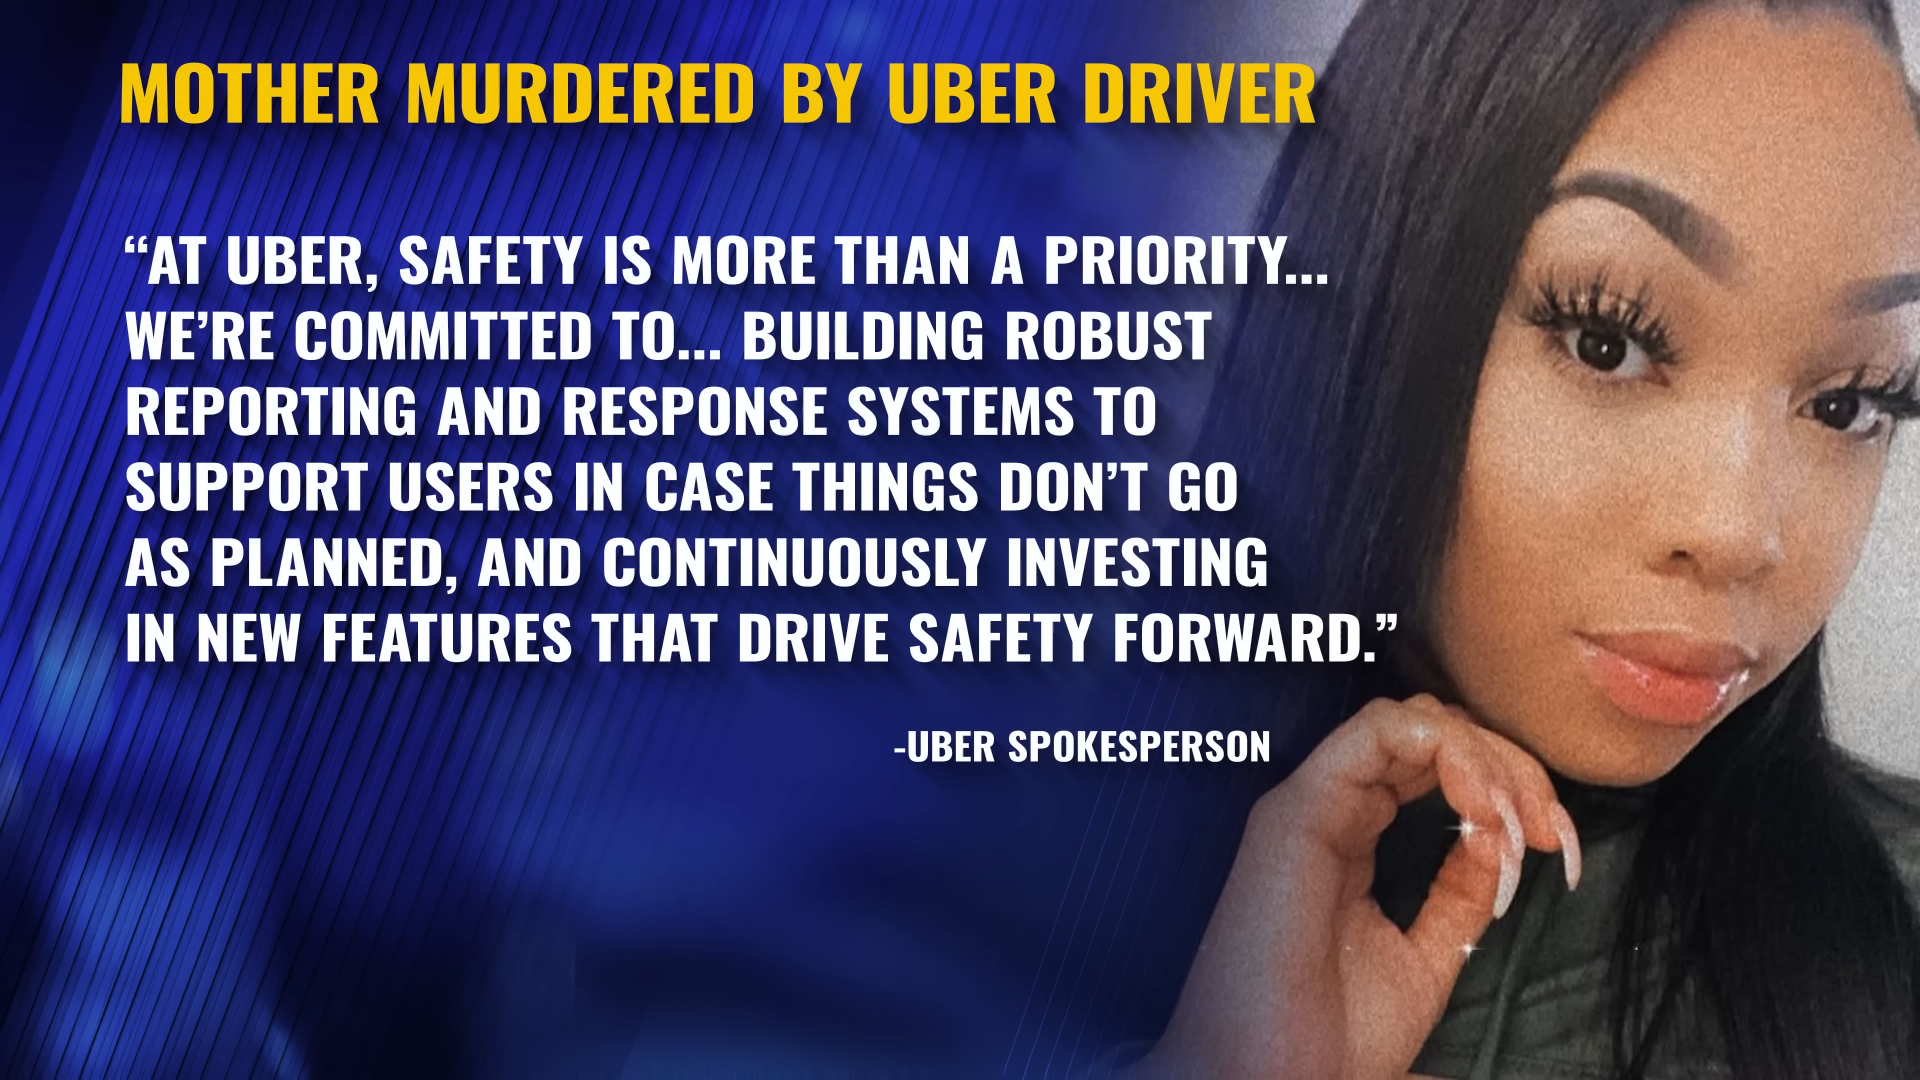 MOTHER MURDERED BY UBER DRIVER
“AT UBER, SAFETY IS MORE THAN A PRIORITY...
WE’RE COMMITTED TO... BUILDING ROBUST
REPORTING AND RESPONSE SYSTEMS TO
SUPPORT USERS IN CASE THINGS DON’T GO
AS PLANNED, AND CONTINUOUSLY INVESTING
IN NEW FEATURES THAT DRIVE SAFETY FORWARD.”
-UBER SPOKESPERSON